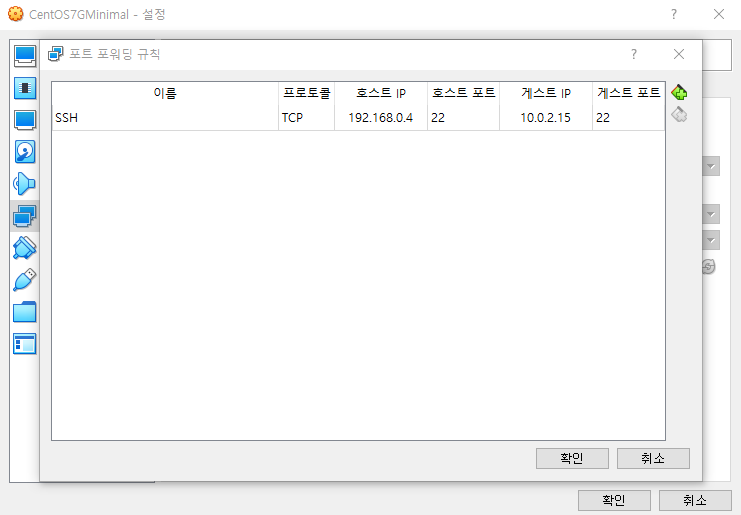 CentOS7GMinimal - 설정
포트 포워딩 규칙
이름 프로토콜 호스트 IP 호스트 포트 게스트 IP 게스트 포트
SSH TCP 192.168.0.4 22 10.0.2.15 22
확인 취소
확인 취소